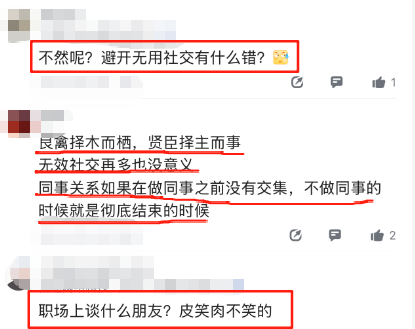 不然呢？避开无用社交有什么错？
1
良禽择木而栖，贤臣择主而事
无效社交再多也没意义
同事关系如果在做同事之前没有交集，不做同事的
时候就是彻底结束的时候
2
职场上谈什么朋友？皮笑肉不笑的